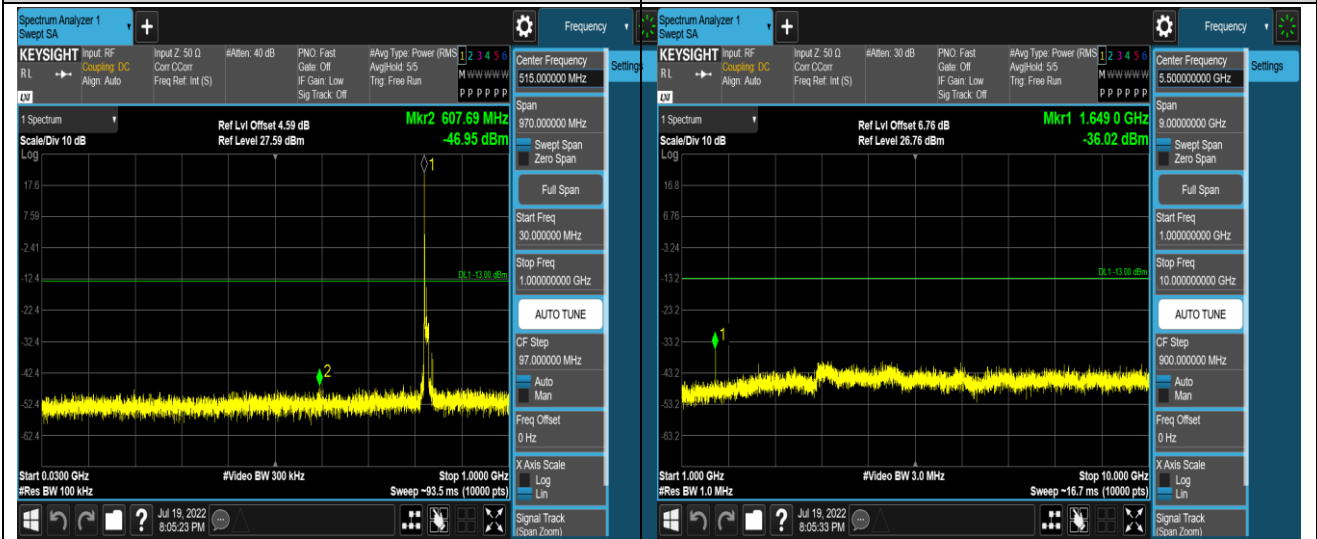 Spectrum Analyzer 1
Swept SA
+
Frequency
KEYSIGHT
RL
LXI
Input: RF
Coupling: DC
Align: Auto
Input Z: 50 Ω
Corr CCorr
Freq Ref: Int (S)
#Atten: 40 dB
PNO: Fast
Gate: Off
IF Gain: Low
Sig Track: Off
#Avg Type: Power (RMS
Avg|Hold: 5/5
Trig: Free Run
1 2 3 4 5 6
M W W W W W
P P P P P P
Center Frequency
515.000000 MHz
Settings
Span
970.000000 MHz
Swept Span
Zero Span
Full Span
Start Freq
30.000000 MHz
Stop Freq
1.000000000 GHz
AUTO TUNE
CF Step
97.000000 MHz
Auto
Man
Freq Offset
0 Hz
X Axis Scale
Log
Lin
Signal Track
(Span Zoom)
1 Spectrum
Scale/Div 10 dB
Log
Ref Lvl Offset 4.59 dB
Ref Level 27.59 dBm
Mkr2 607.69 MHz
-46.95 dBm
1
17.6
7.59
-2.41
-12.4
DL1 -13.00 dBm
-22.4
-32.4
-42.4
2
-52.4
-62.4
Start 0.0300 GHz
#Res BW 100 kHz
#Video BW 300 kHz
Stop 1.0000 GHz
Sweep ~93.5 ms (10000 pts)
?
Jul 19, 2022
8:05:23 PM
Spectrum Analyzer 1
Swept SA
+
Frequency
KEYSIGHT
RL
LXI
Input: RF
Coupling: DC
Align: Auto
Input Z: 50 Ω
Corr CCorr
Freq Ref: Int (S)
#Atten: 30 dB
PNO: Fast
Gate: Off
IF Gain: Low
Sig Track: Off
#Avg Type: Power (RMS
Avg|Hold: 5/5
Trig: Free Run
1 2 3 4 5 6
M W W W W W
P P P P P P
Center Frequency
5.500000000 GHz
Settings
Span
9.00000000 GHz
Swept Span
Zero Span
Full Span
Start Freq
1.000000000 GHz
Stop Freq
10.000000000 GHz
AUTO TUNE
CF Step
900.000000 MHz
Auto
Man
Freq Offset
0 Hz
X Axis Scale
Log
Lin
Signal Track
(Span Zoom)
1 Spectrum
Scale/Div 10 dB
Log
Ref Lvl Offset 6.76 dB
Ref Level 26.76 dBm
Mkr1 1.649 0 GHz
-36.02 dBm
16.8
6.76
-3.24
-13.2
DL1 -13.00 dBm
-23.2
-33.2
1
-43.2
-53.2
-63.2
Start 1.000 GHz
#Res BW 1.0 MHz
#Video BW 3.0 MHz
Stop 10.000 GHz
Sweep ~16.7 ms (10000 pts)
?
Jul 19, 2022
8:05:33 PM